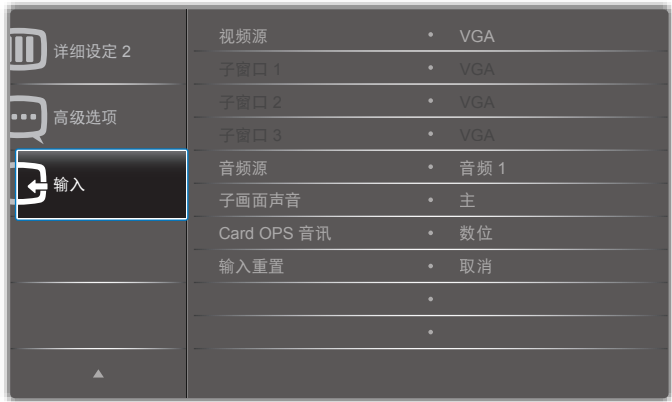 详细设定 2
高级选项
输入
视频源 • VGA
子窗口 1 • VGA
子窗口 2 • VGA
子窗口 3 • VGA
音频源 • 音频 1
子画面声音 • 主
Card OPS 音讯 • 数位
输入重置 • 取消